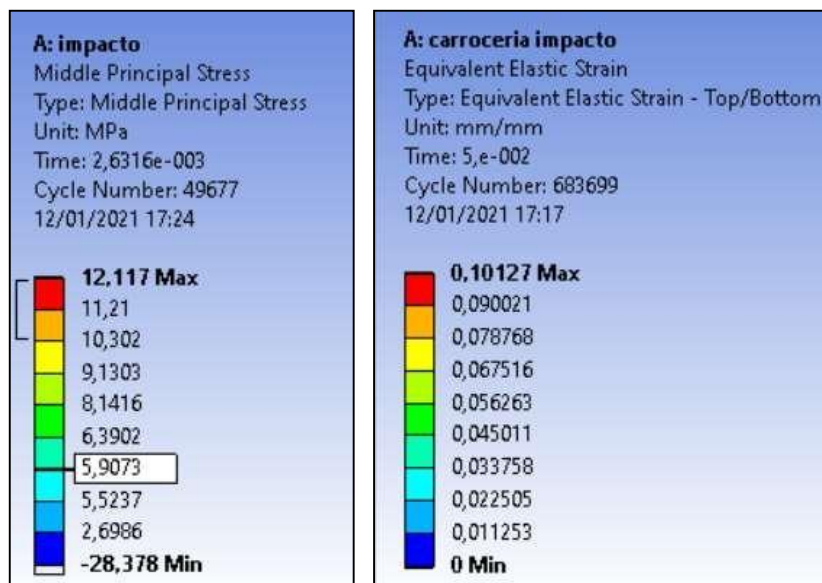 A: impacto
Middle Principal Stress
Type: Middle Principal Stress
Unit: MPa
Time: 2,6316e-003
Cycle Number: 49677
12/01/2021 17:24
12,117 Max
11,21
10,302
9,1303
8,1416
6,3902
5,9073
5,5237
2,6986
-28,378 Min
A: carroceria impacto
Equivalent Elastic Strain
Type: Equivalent Elastic Strain - Top/Bottom
Unit: mm/mm
Time: 5,e-002
Cycle Number: 683699
12/01/2021 17:17
0,10127 Max
0,090021
0,078768
0,067516
0,056263
0,045011
0,033758
0,022505
0,011253
0 Min